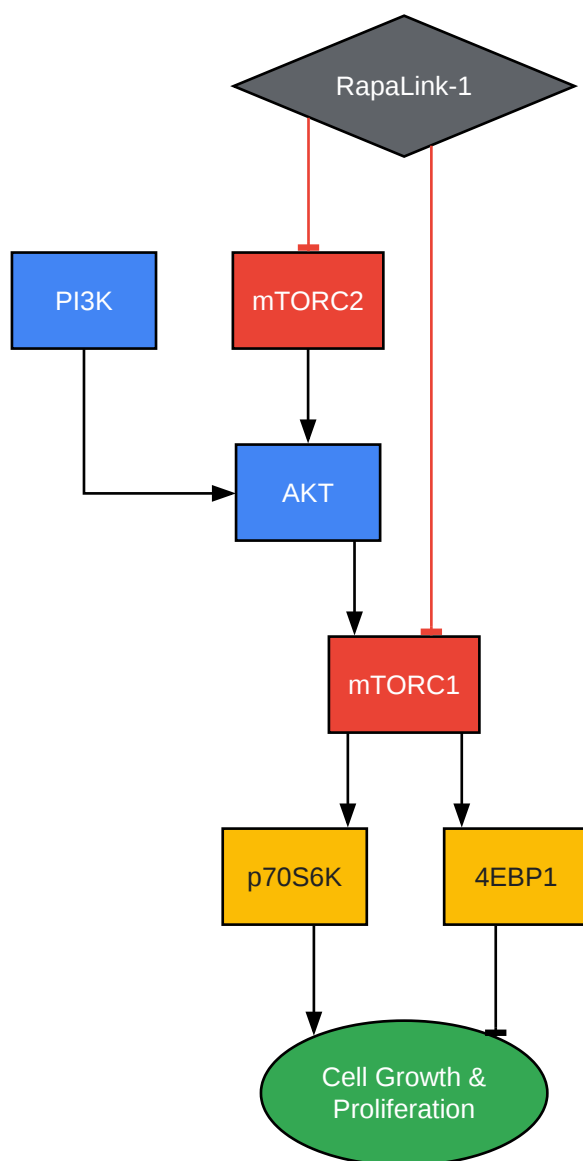 RapaLink-1
PI3K
mTORC2
AKT
mTORC1
p70S6K
4EBP1
Cell Growth &
Proliferation